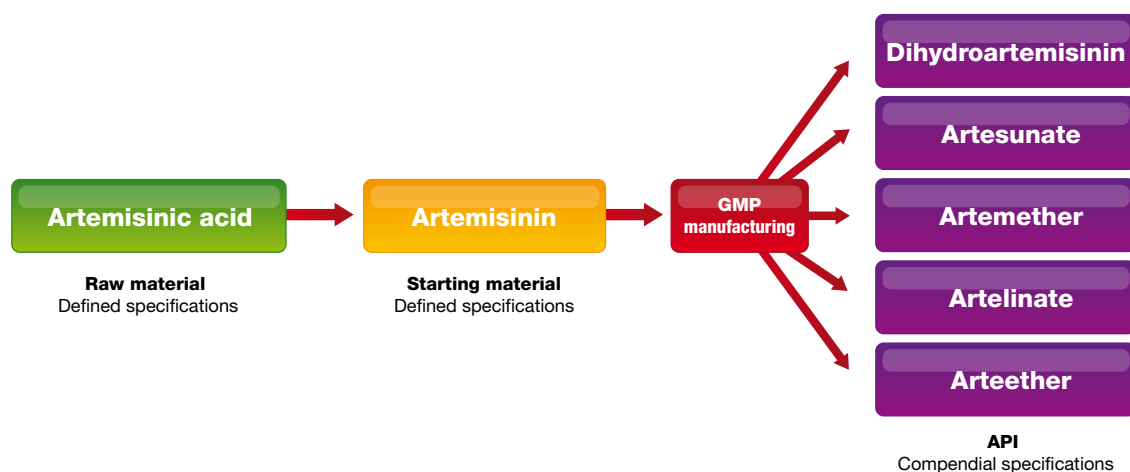 Artemisinic acid
Raw material
Defined specifications
Artemisinin
Starting material
Defined specifications
GMP
manufacturing
Dihydroartemisinin
Artesunate
Artemether
Artelinate
Arteether
API
Compendial specifications